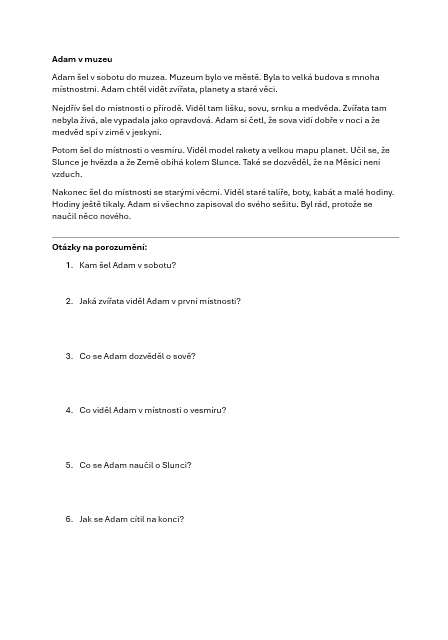 Adam v muzeu
Adam šel v sobotu do muzea. Muzeum bylo ve městě. Byla to velká budova s mnoha
místnostmi. Adam chtěl vidět zvířata, planety a staré věci.
Nejdřív šel do místnosti o přírodě. Viděl tam lišku, sovu, srnku a medvěda. Zvířata tam
nebyla živá, ale vypadala jako opravdová. Adam si četl, že sova vidí dobře v noci a že
medvěd spí v zimě v jeskyni.
Potom šel do místnosti o vesmíru. Viděl model rakety a velkou mapu planet. Učil se, že
Slunce je hvězda a že Země obíhá kolem Slunce. Také se dozvěděl, že na Měsíci není
vzduch.
Nakonec šel do místnosti se starými věcmi. Viděl staré talíře, boty, kabát a malé hodiny.
Hodiny ještě tikaly. Adam si všechno zapisoval do svého sešitu. Byl rád, protože se
naučil něco nového.
Otázky na porozumění:
1. Kam šel Adam v sobotu?
2. Jaká zvířata viděl Adam v první místnosti?
3. Co se Adam dozvěděl o sově?
4. Co viděl Adam v místnosti o vesmíru?
5. Co se Adam naučil o Slunci?
6. Jak se Adam cítil na konci?